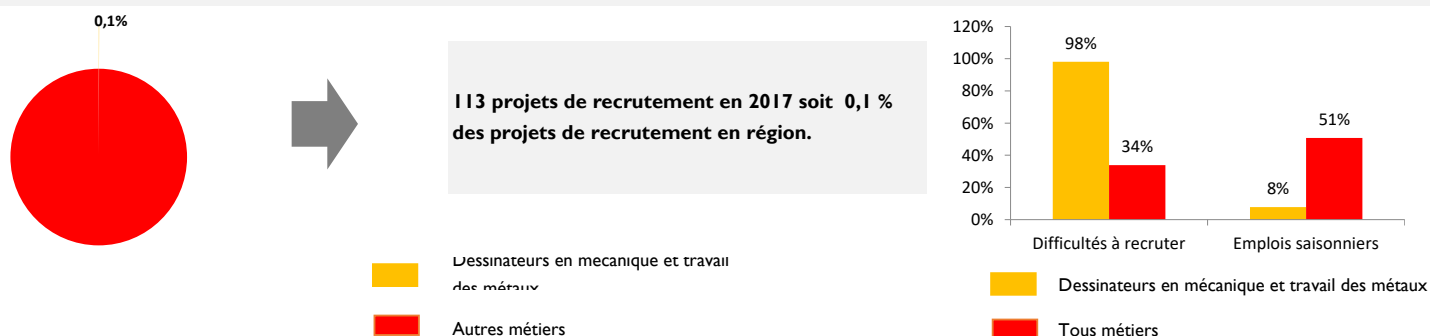 0,1%
113 projets de recrutement en 2017 soit 0,1 %
des projets de recrutement en région.
Dessinateurs en mécanique et travail
des métaux
Autres métiers
120%
100%
80%
60%
40%
20%
0%
98%
34%
8%
51%
Difficultés à recruter
Emplois saisonniers
Dessinateurs en mécanique et travail des métaux
Tous métiers